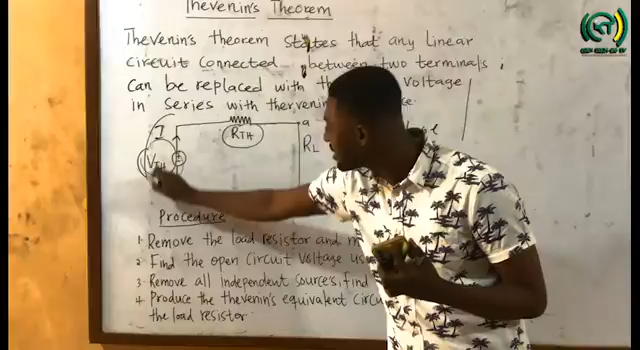 Thevenin's Theorem
Thevenin's theorem states that any Linear
Circuit Connected between two terminals
Can be replaced with the voltage
in Series with
I
RTH
a
RL
VTH
Procedure
1. Remove the load resistor and
2. Find the open Circuit Voltage
3. Remove all independent sources, find
4. Produce the thevenin's equivalent
the load resistor.